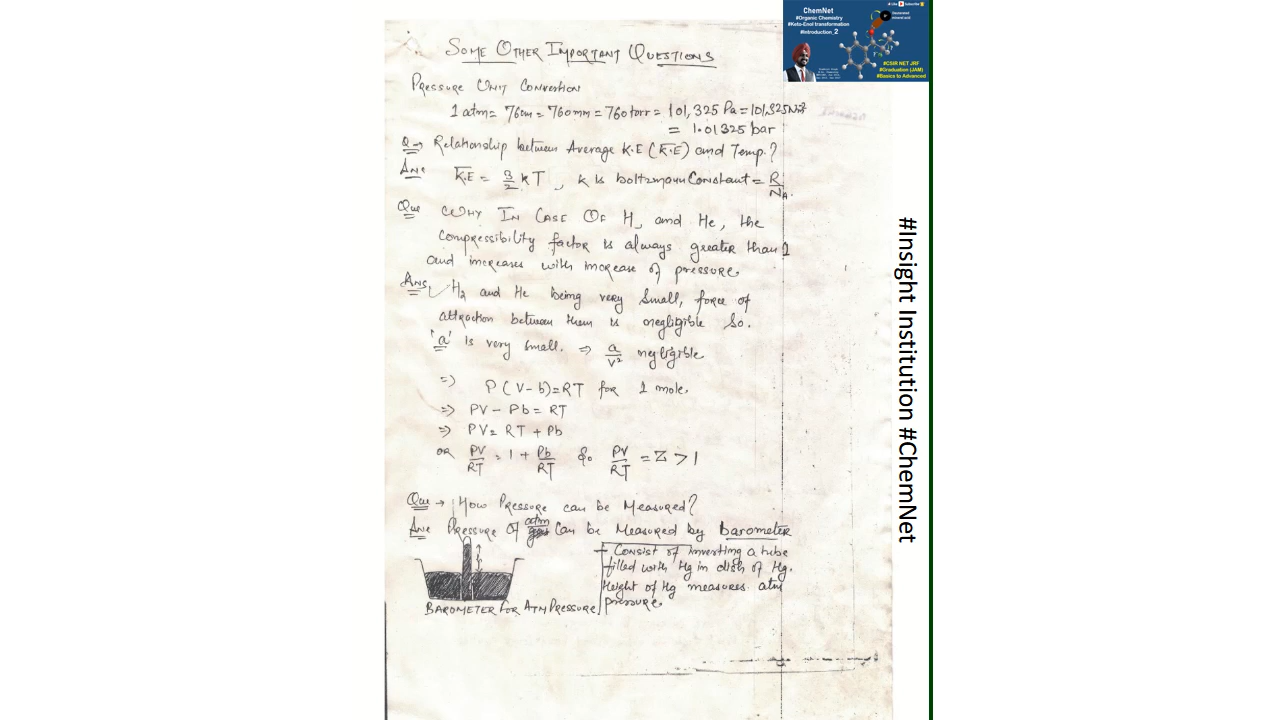 ChemNet
#Organic Chemistry
#Keto-Enol transformation
#Introduction_2
Like Subscribe
#CSIR NET JRF
#Graduation (JAM)
#Basics to Advanced
SOME OTHER IMPORTANT QUESTIONS
PRESSURE UNIT CONVERTION
1 atm = 76cm = 760mm = 760torr = 101,325 Pa = 101,325 Nm⁻²
= 1.01325 bar
Q → Relationship between Average K.E (K̅.E̅) and Temp.?
Ans K̅.E̅ = 3/2 kT, k is boltzmann Constant = R/N_A.
Que WHY IN CASE OF H₂ and He, the
compressibility factor is always greater than 1
and increases with increase of pressure.
Ans H₂ and He being very small, force of
attraction between them is negligible So.
'a' is very small. ⇒ a/V² negligible.
⇒ P(V-b)=RT for 1 mole.
⇒ PV - Pb = RT
⇒ PV = RT + Pb
OR PV/RT = 1 + Pb/RT So PV/RT = Z > 1
Que → How Pressure can be Measured?
Ans Pressure Of atm Can be Measured by Barometer
Consist of inverting a tube
filled with Hg in dish of Hg.
Height of Hg measures atm
pressure.
BAROMETER FOR ATM PRESSURE
#Insight Institution #ChemNet